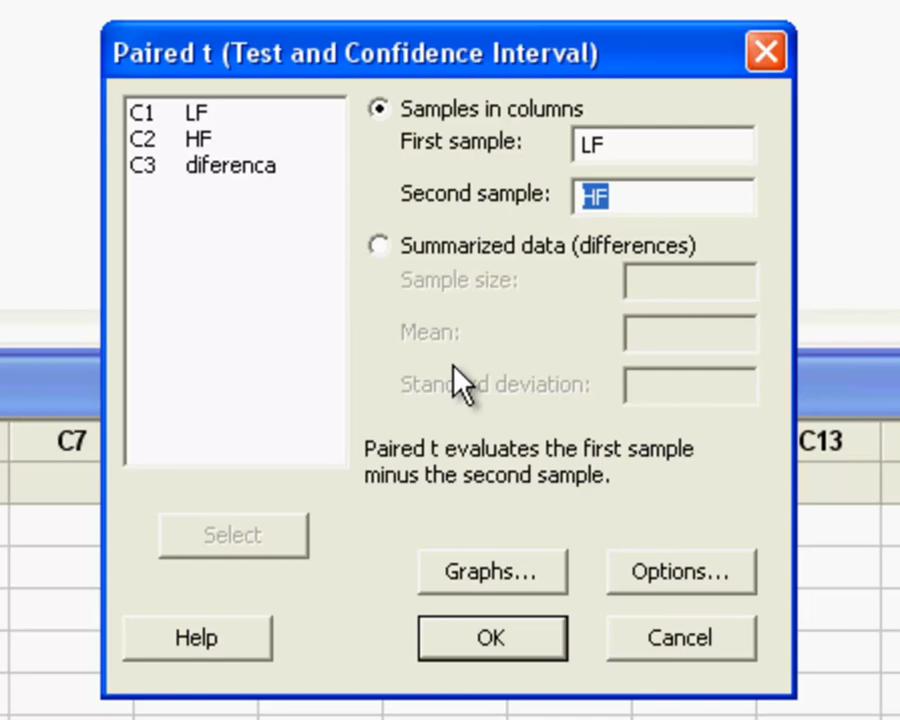 Paired t (Test and Confidence Interval)
C1 LF
C2 HF
C3 diferenca
Samples in columns
First sample: LF
Second sample: HF
Summarized data (differences)
Sample size:
Mean:
Standard deviation:
Paired t evaluates the first sample
minus the second sample.
Select
Graphs... Options...
Help OK Cancel
C7 C13